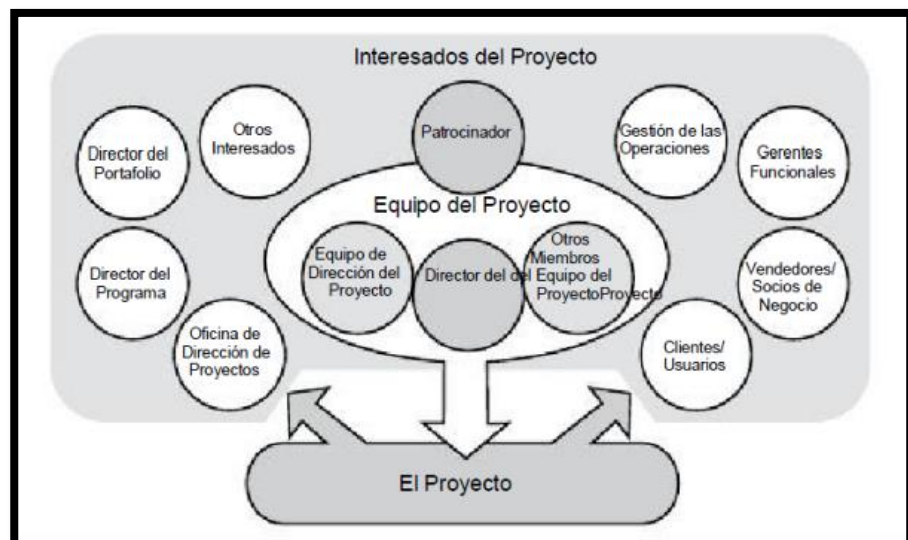 Interesados del Proyecto
Otros
Interesados
Patrocinador
Gestión de las
Operaciones
Director del
Portafolio
Gerentes
Funcionales
Equipo del Proyecto
Equipo de
Dirección del
Proyecto
Director del del
Otros
Miembros
Equipo del
ProyectoProyecto
Director del
Programa
Vendedores/
Socios de
Negocio
Oficina de
Dirección de
Proyectos
Clientes/
Usuarios
El Proyecto